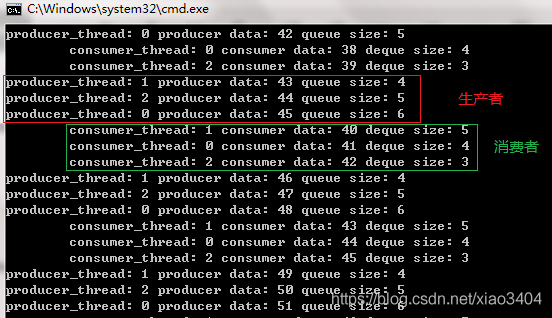 C:\Windows\system32\cmd.exe
producer_thread: 0 producer data: 42 queue size: 5
consumer_thread: 0 consumer data: 38 deque size: 4
consumer_thread: 2 consumer data: 39 deque size: 3
producer_thread: 1 producer data: 43 queue size: 4
producer_thread: 2 producer data: 44 queue size: 5
生产者
producer_thread: 0 producer data: 45 queue size: 6
consumer_thread: 1 consumer data: 40 deque size: 5
consumer_thread: 0 consumer data: 41 deque size: 4
消费者
consumer_thread: 2 consumer data: 42 deque size: 3
producer_thread: 1 producer data: 46 queue size: 4
producer_thread: 2 producer data: 47 queue size: 5
producer_thread: 0 producer data: 48 queue size: 6
consumer_thread: 1 consumer data: 43 deque size: 5
consumer_thread: 0 consumer data: 44 deque size: 4
consumer_thread: 2 consumer data: 45 deque size: 3
producer_thread: 1 producer data: 49 queue size: 4
producer_thread: 2 producer data: 50 queue size: 5
https://blog.csdn.net/xiao3404
producer_thread: 0 producer data: 51 queue size: 6